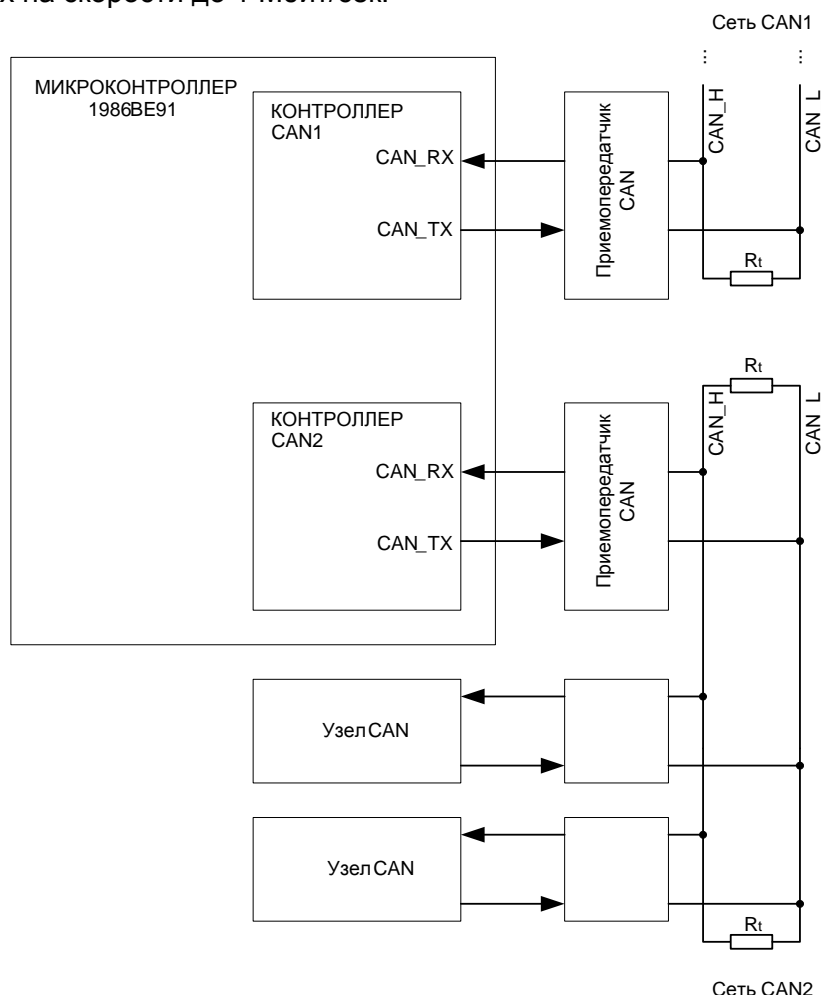 х на скорости до 1 Мбит/сек.
Сеть CAN1
...
...
МИКРОКОНТРОЛЛЕР
1986ВЕ91
КОНТРОЛЛЕР
CAN1
CAN_RX
CAN_TX
Приемопередатчик
CAN
CAN_H
CAN_L
Rt
Rt
КОНТРОЛЛЕР
CAN2
CAN_RX
CAN_TX
Приемопередатчик
CAN
CAN_H
CAN_L
Узел CAN
Узел CAN
Rt
Сеть CAN2